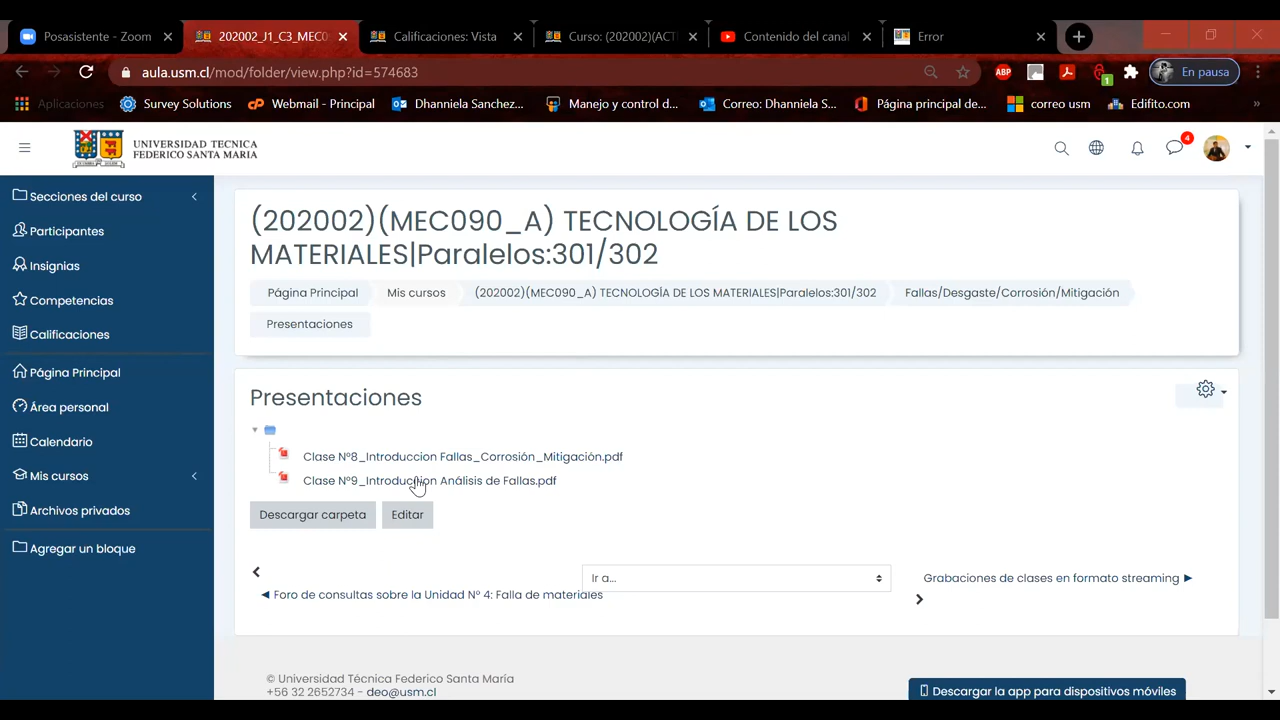 Posasistente - Zoom
202002_J1_C3_MEC0
Calificaciones: Vista
Curso: (202002)(ACTI
Contenido del canal
Error
aula.usm.cl/mod/folder/view.php?id=574683
ABP
1
En pausa
Aplicaciones
Survey Solutions
Webmail - Principal
Dhanniela Sanchez...
Manejo y control d...
Correo: Dhanniela S...
Página principal de...
correo usm
Edifito.com
»
UNIVERSIDAD TECNICA
FEDERICO SANTA MARIA
4
Secciones del curso
Participantes
Insignias
Competencias
Calificaciones
Página Principal
Área personal
Calendario
Mis cursos
Archivos privados
Agregar un bloque
(202002)(MEC090_A) TECNOLOGÍA DE LOS
MATERIALES|Paralelos:301/302
Página Principal
Mis cursos
(202002)(MEC090_A) TECNOLOGÍA DE LOS MATERIALES|Paralelos:301/302
Fallas/Desgaste/Corrosión/Mitigación
Presentaciones
Presentaciones
Clase Nº8_Introduccion Fallas_Corrosión_Mitigación.pdf
Clase Nº9_Introduccion Análisis de Fallas.pdf
Descargar carpeta
Editar
Ir a...
Grabaciones de clases en formato streaming ►
◄ Foro de consultas sobre la Unidad Nº 4: Falla de materiales
© Universidad Técnica Federico Santa María
+56 32 2652734 - deo@usm.cl
Descargar la app para dispositivos móviles